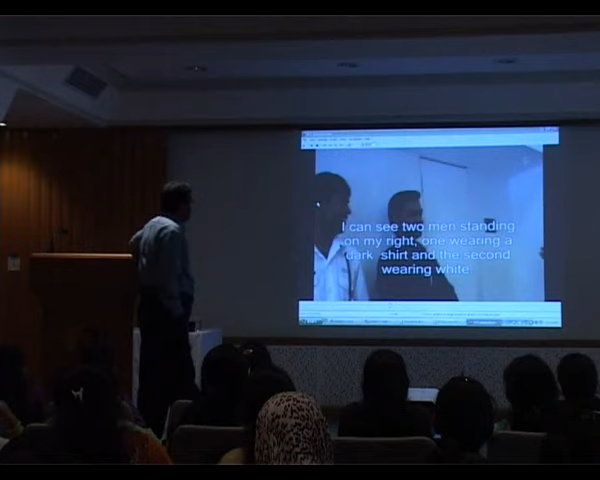 I can see two men standing
on my right, one wearing a
dark shirt and the second
wearing white.